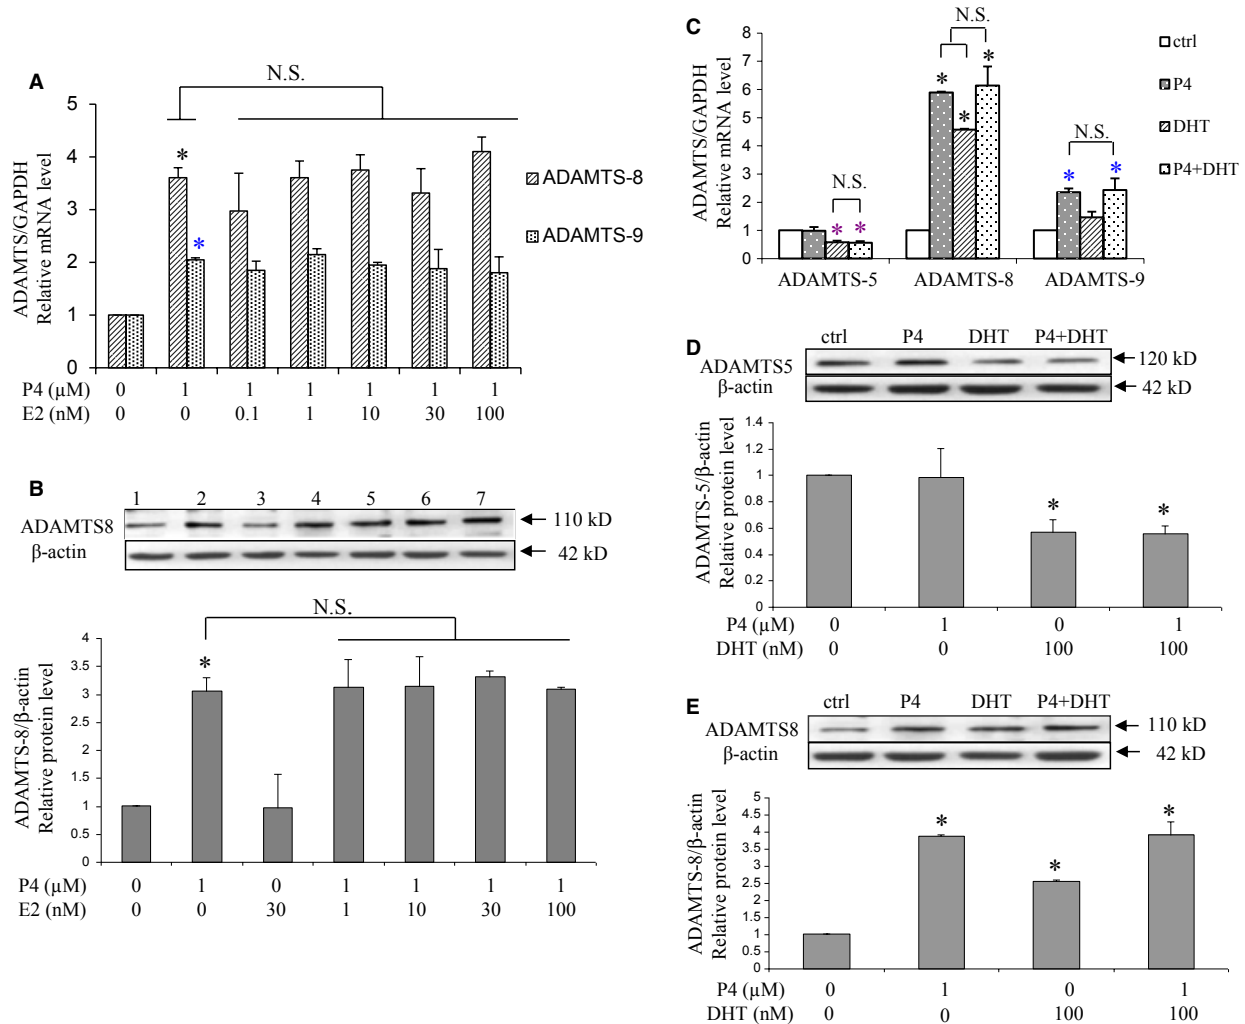 A
N.S.
ADAMTS/GAPDH
Relative mRNA level
5
4
3
2
1
0
*
*
ADAMTS-8
ADAMTS-9
P4 (µM) 0 1 1 1 1 1 1
E2 (nM) 0 0 0.1 1 10 30 100
B
1 2 3 4 5 6 7
ADAMTS8 110 kD
β-actin 42 kD
N.S.
ADAMTS-8/β-actin
Relative protein level
4
3.5
3
2.5
2
1.5
1
0.5
0
*
P4 (µM) 0 1 0 1 1 1 1
E2 (nM) 0 0 30 1 10 30 100
C
ADAMTS/GAPDH
Relative mRNA level
8
7
6
5
4
3
2
1
0
N.S.
* * *
N.S.
* *
N.S.
* *
ctrl
P4
DHT
P4+DHT
ADAMTS-5 ADAMTS-8 ADAMTS-9
D
ctrl P4 DHT P4+DHT
ADAMTS5 120 kD
β-actin 42 kD
ADAMTS-5/β-actin
Relative protein level
1.4
1.2
1
0.8
0.6
0.4
0.2
0
* *
P4 (µM) 0 1 0 1
DHT (nM) 0 0 100 100
E
ctrl P4 DHT P4+DHT
ADAMTS8 110 kD
β-actin 42 kD
ADAMTS-8/β-actin
Relative protein level
5
4.5
4
3.5
3
2.5
2
1.5
1
0.5
0
* * *
P4 (µM) 0 1 0 1
DHT (nM) 0 0 100 100